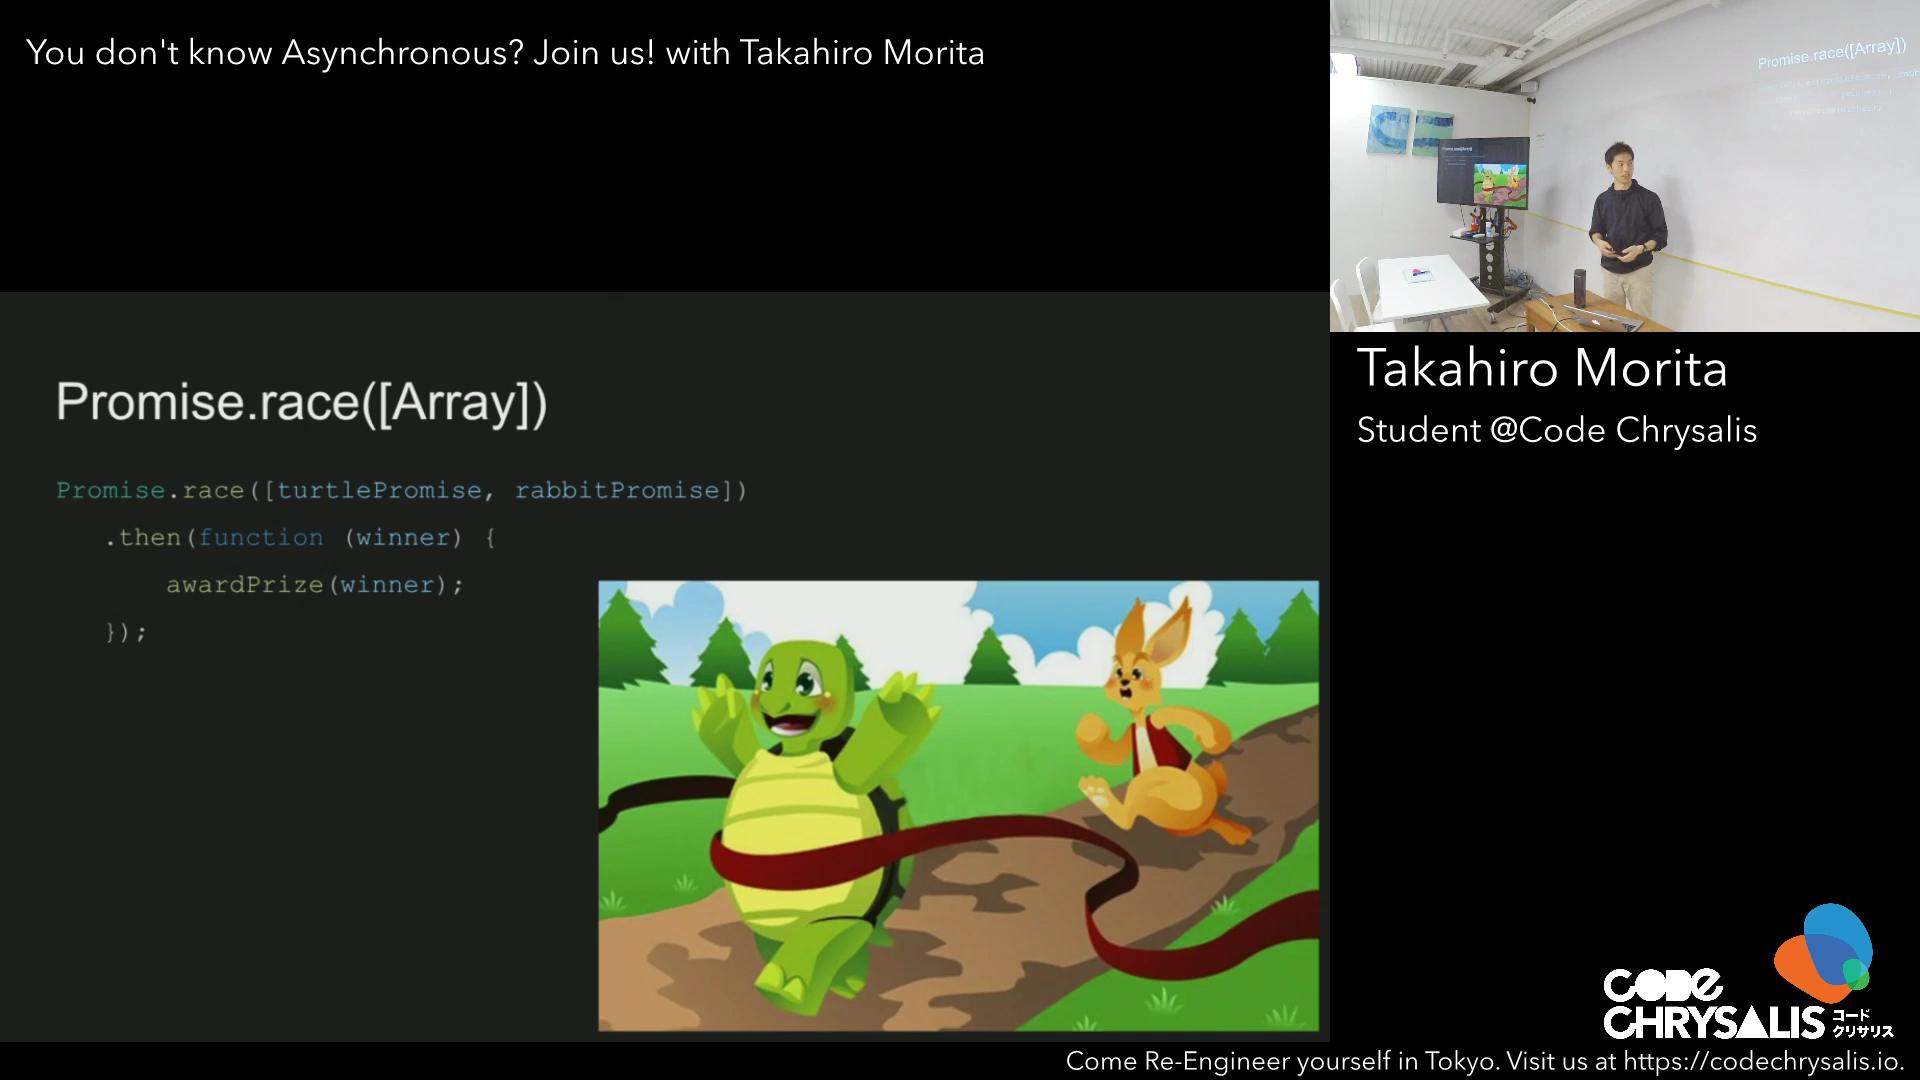 You don't know Asynchronous? Join us! with Takahiro Morita
Promise.race([Array])
Promise.race([turtlePromise, rabbitPromise])
.then(function (winner) {
awardPrize(winner);
});
Promise.race([Array])
Takahiro Morita
Student @Code Chrysalis
CODE
CHRYSALIS
コード
クリサリス
Come Re-Engineer yourself in Tokyo. Visit us at https://codechrysalis.io.